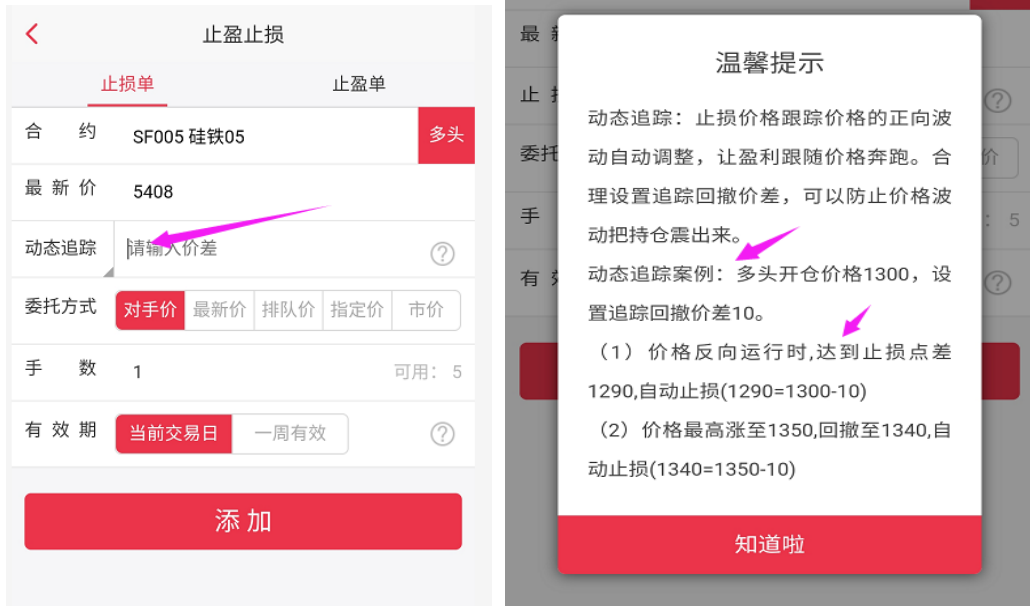 止盈止损
止损单 止盈单
合约 SF005 硅铁05 多头
最新价 5408
动态追踪 请输入价差 ?
委托方式 对手价 最新价 排队价 指定价 市价
手数 1 可用： 5
有效期 当前交易日 一周有效 ?
添加
最
止 ?
委托 价
手 ： 5
有 ?
温馨提示
动态追踪：止损价格跟踪价格的正向波
动自动调整，让盈利跟随价格奔跑。合
理设置追踪回撤价差，可以防止价格波
动把持仓震出来。
动态追踪案例：多头开仓价格1300，设
置追踪回撤价差10。
（1）价格反向运行时,达到止损点差
1290,自动止损(1290=1300-10)
（2）价格最高涨至1350,回撤至1340,自
动止损(1340=1350-10)
知道啦